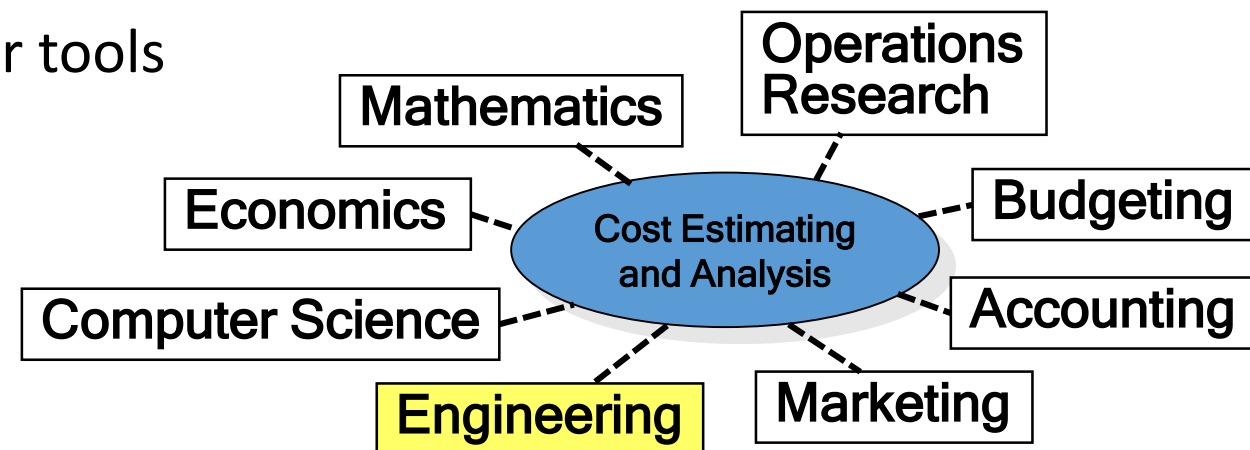 r tools
Operations
Research
Mathematics
Economics
Budgeting
Cost Estimating
and Analysis
Computer Science
Accounting
Engineering
Marketing